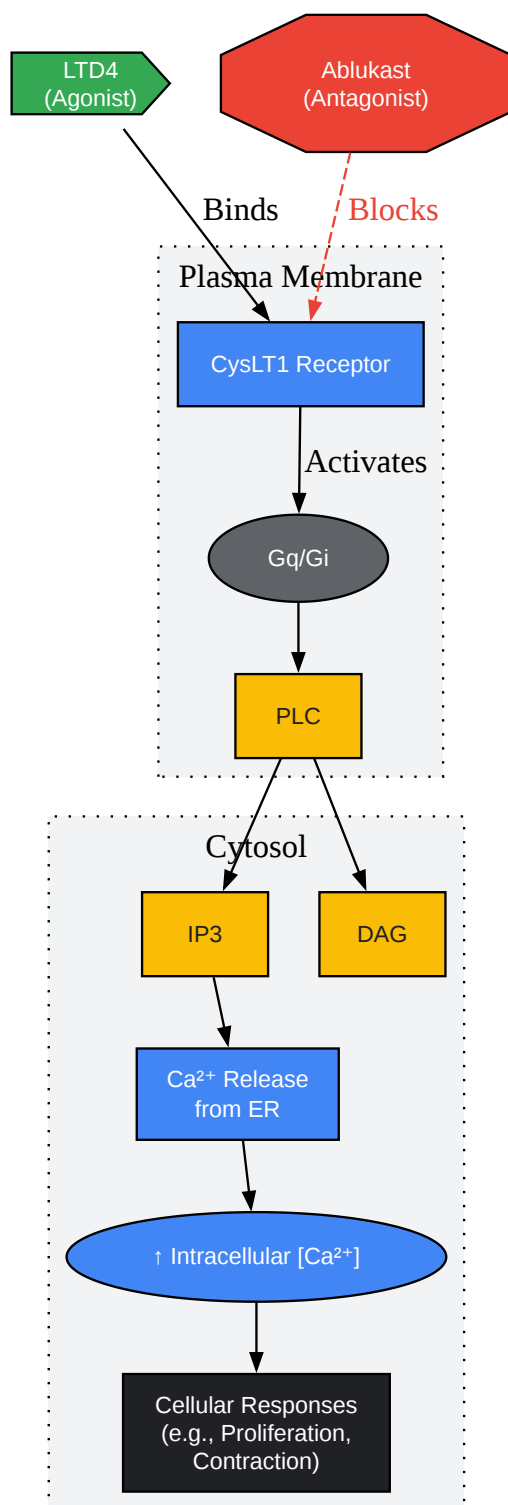 LTD4
(Agonist)
Ablukast
(Antagonist)
Binds
Blocks
Plasma Membrane
CysLT1 Receptor
Activates
Gq/Gi
PLC
Cytosol
IP3
DAG
Ca²⁺ Release
from ER
↑ Intracellular [Ca²⁺]
Cellular Responses
(e.g., Proliferation,
Contraction)